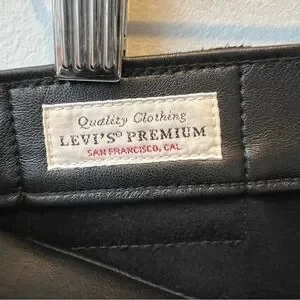 Quality Clothing
LEVI'S® PREMIUM
SAN FRANCISCO, CAL.